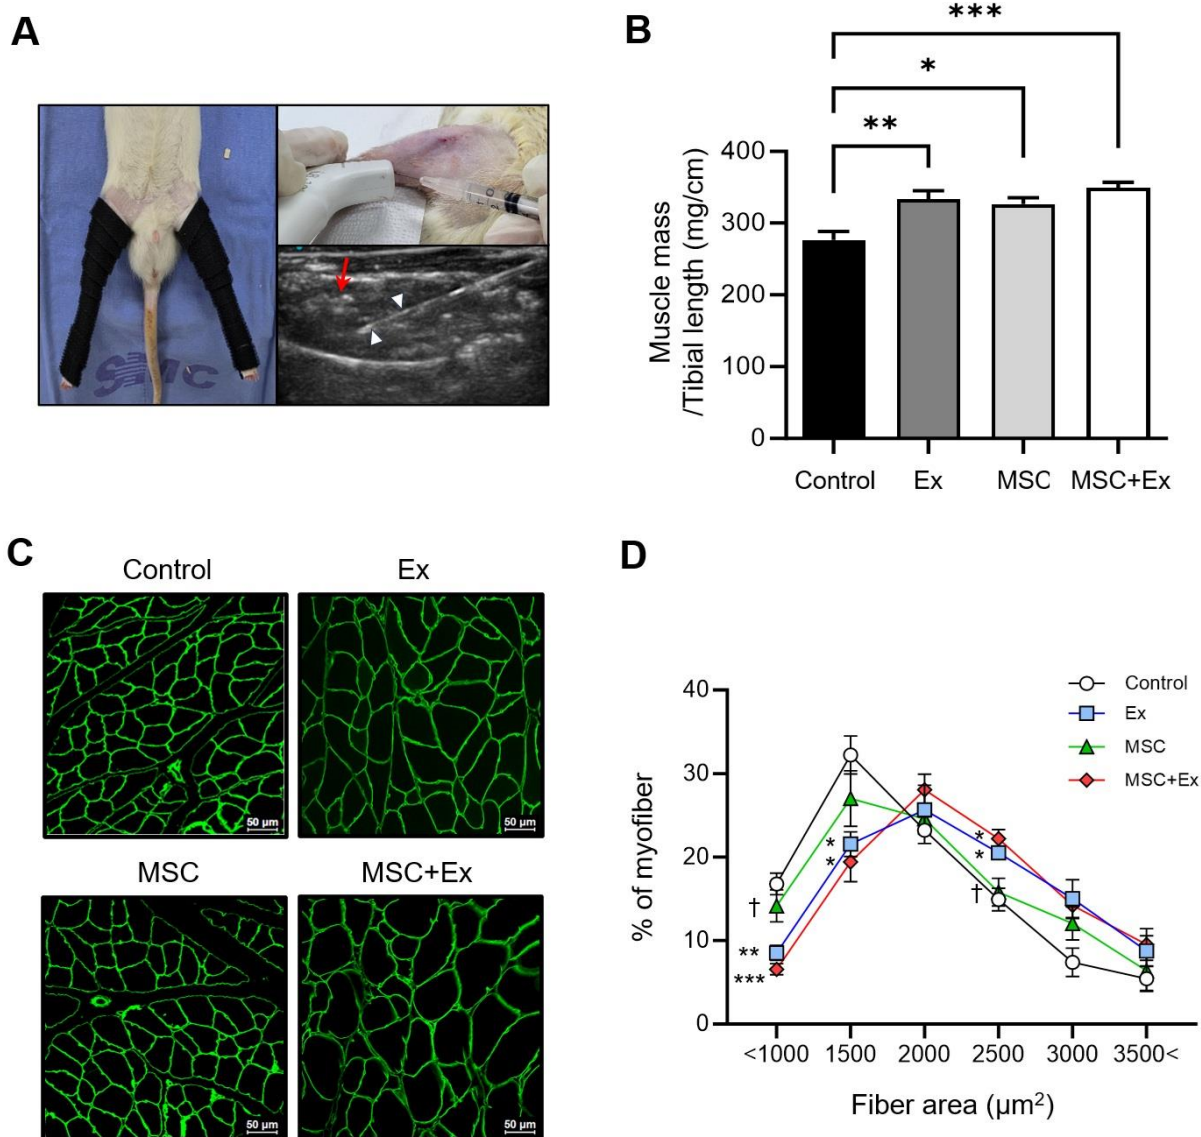 A
SMC
B
***
*
**
Muscle mass
/Tibial length (mg/cm)
400
300
200
100
0
Control
Ex
MSC
MSC+Ex
C
Control
Ex
50 µm
50 µm
MSC
MSC+Ex
50 µm
50 µm
D
Control
Ex
MSC
MSC+Ex
% of myofiber
40
30
20
10
0
†
**
***
*
*
*
*
†
<1000
1500
2000
2500
3000
3500<
Fiber area (µm²)